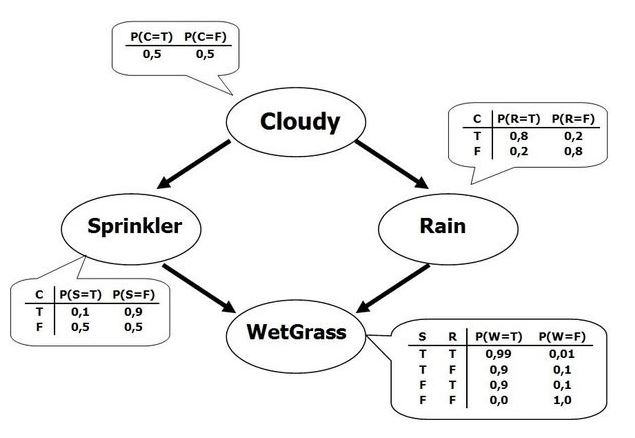 P(C=T) P(C=F)
0,5 0,5
Cloudy
C P(R=T) P(R=F)
T 0,8 0,2
F 0,2 0,8
Sprinkler
Rain
C P(S=T) P(S=F)
T 0,1 0,9
F 0,5 0,5
WetGrass
S R P(W=T) P(W=F)
T T 0,99 0,01
T F 0,9 0,1
F T 0,9 0,1
F F 0,0 1,0